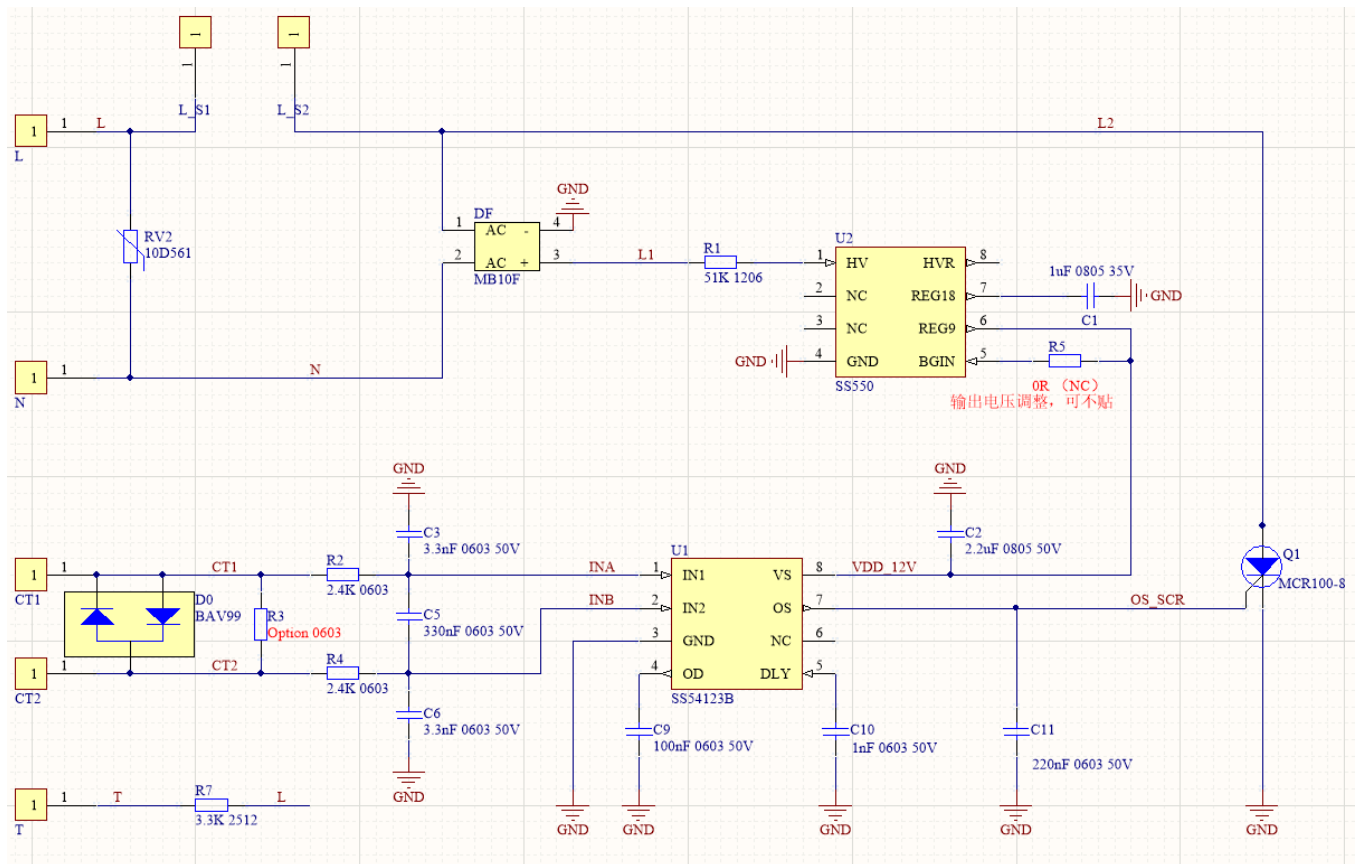 1
1
1
1
L_S1
L_S2
1
1
L
L
L2
RV2
10D561
GND
DF
1
AC
-
4
2
AC
+
3
MB10F
L1
R1
51K 1206
U2
1
HV
HVR
8
2
NC
REG18
7
3
NC
REG9
6
GND
4
GND
BGIN
5
SS550
1uF 0805 35V
C1
GND
R5
0R （NC）
输出电压调整，可不贴
1
1
N
N
GND
C3
3.3nF 0603 50V
GND
C2
2.2uF 0805 50V
1
1
CT1
CT1
D0
BAV99
R2
2.4K 0603
R3
Option 0603
C5
330nF 0603 50V
INA
INB
U1
1
IN1
VS
8
2
IN2
OS
7
3
GND
NC
6
4
OD
DLY
5
SS54123B
VDD_12V
OS_SCR
Q1
MCR100-8
1
1
CT2
CT2
R4
2.4K 0603
C6
3.3nF 0603 50V
GND
C9
100nF 0603 50V
C10
1nF 0603 50V
C11
220nF 0603 50V
1
1
T
T
R7
3.3K 2512
L
GND
GND
GND
GND
GND